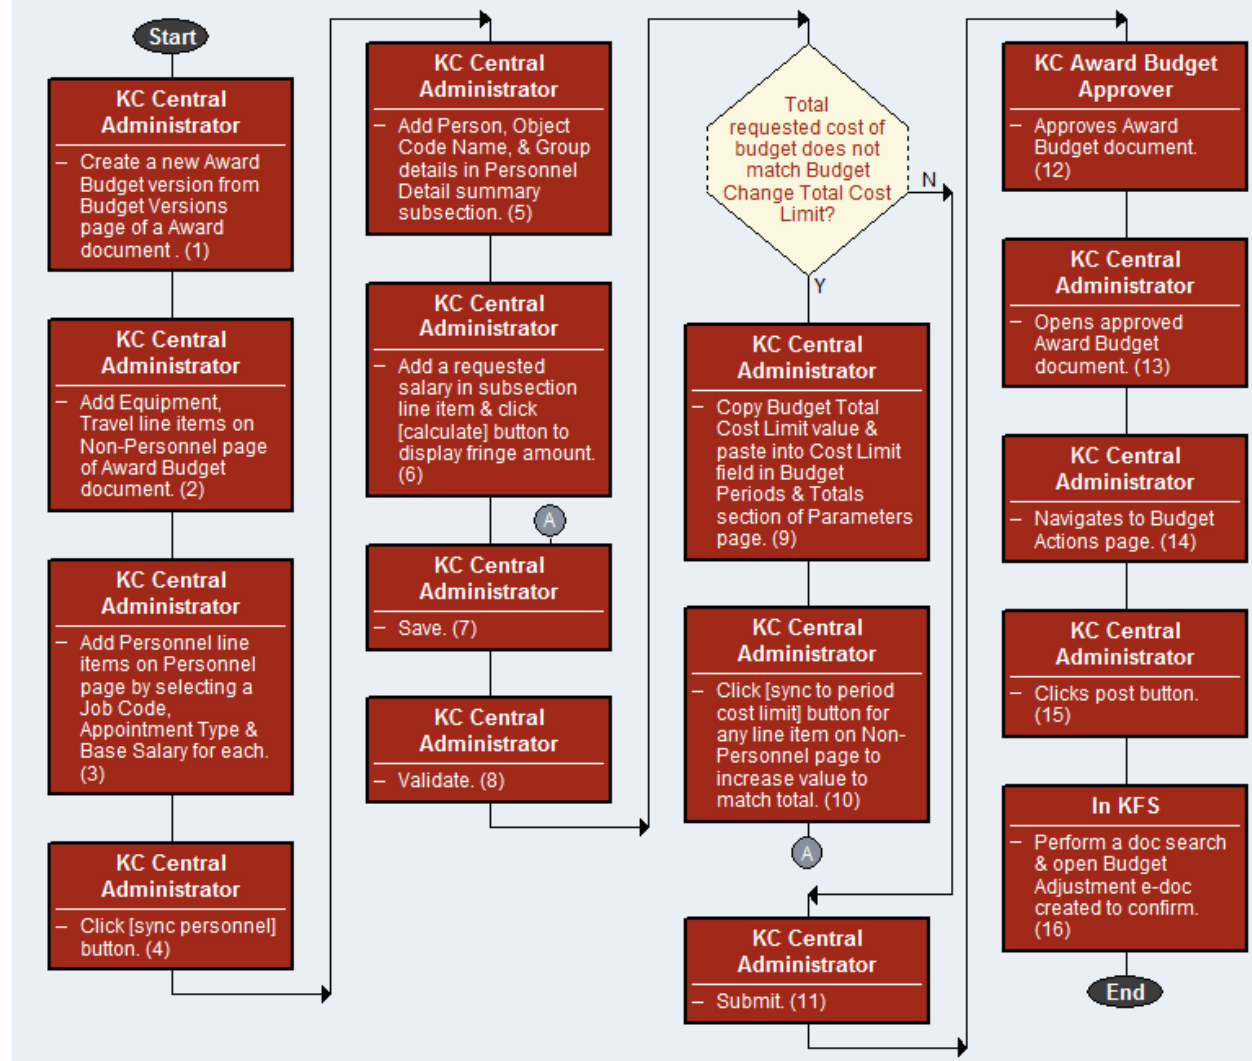 Start
KC Central
Administrator
– Create a new Award
Budget version from
Budget Versions
page of a Award
document . (1)
KC Central
Administrator
– Add Equipment,
Travel line items on
Non-Personnel page
of Award Budget
document. (2)
KC Central
Administrator
– Add Personnel line
items on Personnel
page by selecting a
Job Code,
Appointment Type &
Base Salary for each.
(3)
KC Central
Administrator
– Click [sync personnel]
button. (4)
KC Central
Administrator
– Add Person, Object
Code Name, & Group
details in Personnel
Detail summary
subsection. (5)
KC Central
Administrator
– Add a requested
salary in subsection
line item & click
[calculate] button to
display fringe amount.
(6)
A
KC Central
Administrator
– Save. (7)
KC Central
Administrator
– Validate. (8)
Total
requested cost of
budget does not
match Budget
Change Total Cost
Limit?
N
Y
KC Central
Administrator
– Copy Budget Total
Cost Limit value &
paste into Cost Limit
field in Budget
Periods & Totals
section of Parameters
page. (9)
KC Central
Administrator
– Click [sync to period
cost limit] button for
any line item on Non-
Personnel page to
increase value to
match total. (10)
A
KC Central
Administrator
– Submit. (11)
KC Award Budget
Approver
– Approves Award
Budget document.
(12)
KC Central
Administrator
– Opens approved
Award Budget
document. (13)
KC Central
Administrator
– Navigates to Budget
Actions page. (14)
KC Central
Administrator
– Clicks post button.
(15)
In KFS
– Perform a doc search
& open Budget
Adjustment e-doc
created to confirm.
(16)
End